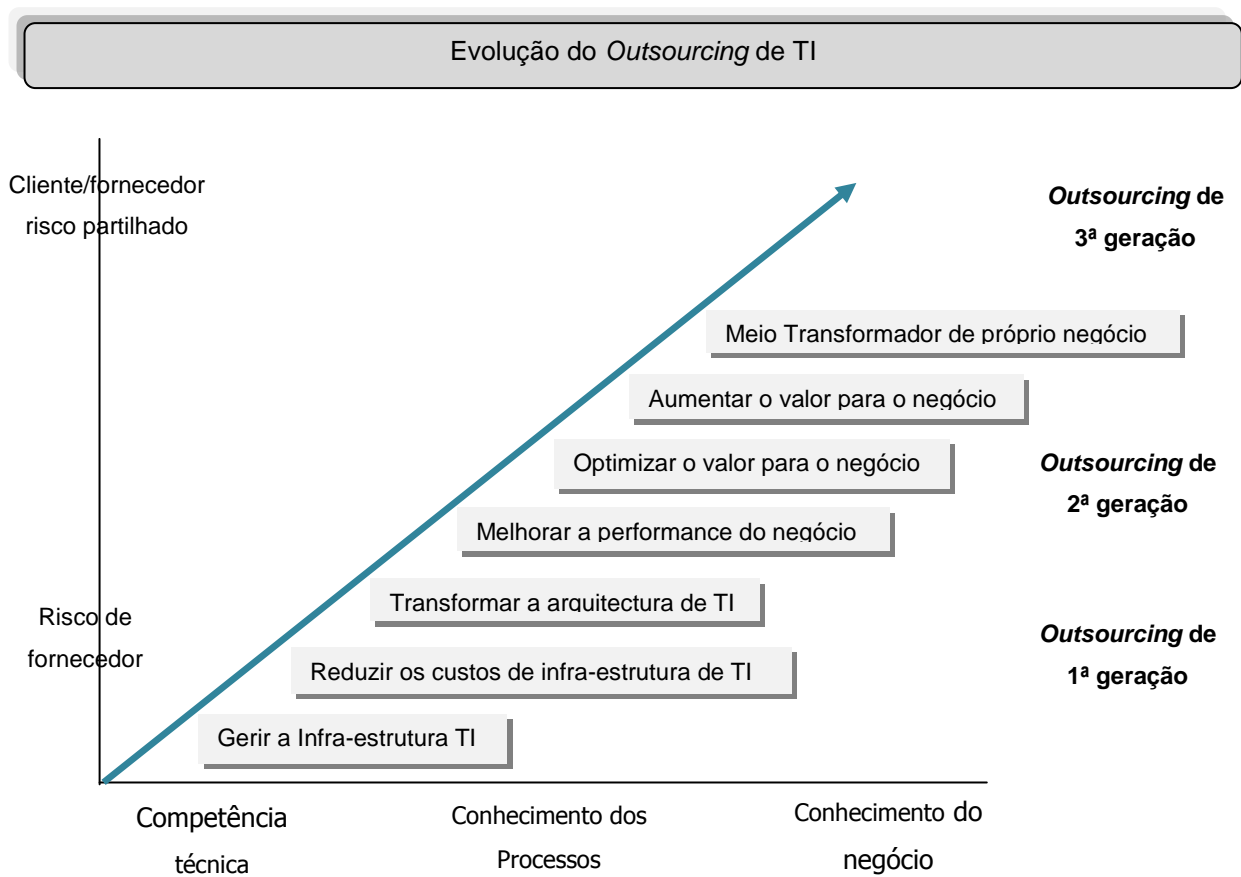 Evolução do Outsourcing de TI
Cliente/fornecedor
risco partilhado
Outsourcing de
3ª geração
Meio Transformador de próprio negócio
Aumentar o valor para o negócio
Optimizar o valor para o negócio
Outsourcing de
2ª geração
Melhorar a performance do negócio
Transformar a arquitectura de TI
Risco de
fornecedor
Outsourcing de
1ª geração
Reduzir os custos de infra-estrutura de TI
Gerir a Infra-estrutura TI
Competência
técnica
Conhecimento dos
Processos
Conhecimento do
negócio